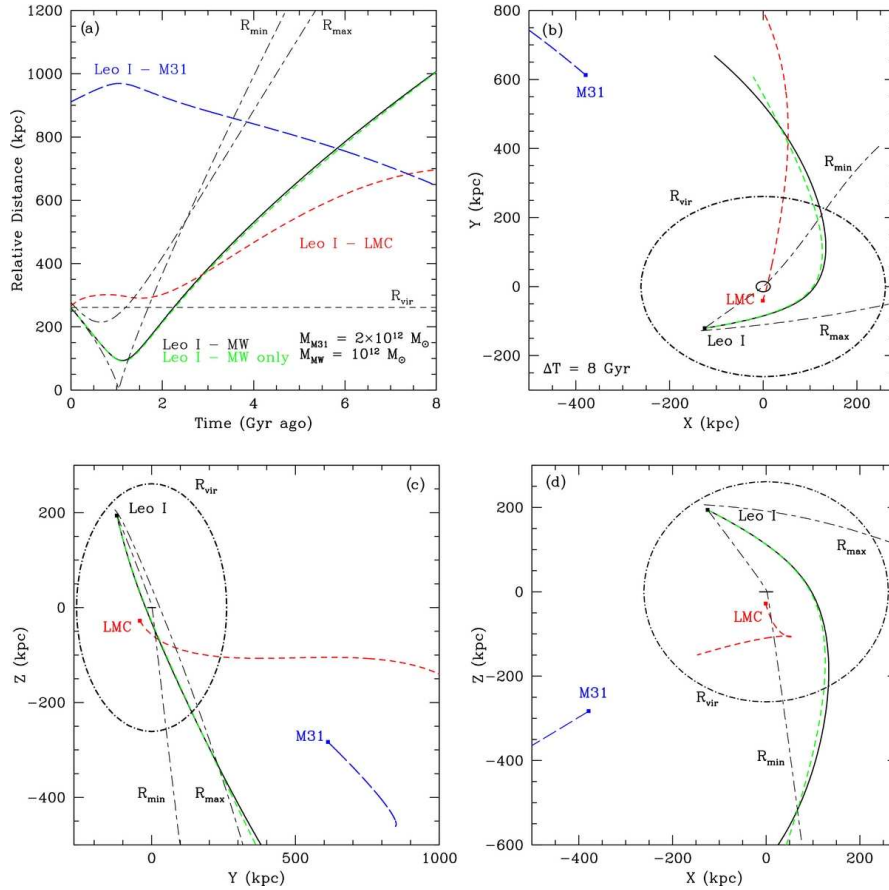 (a)
R_min
R_max
Leo I − M31
Leo I − LMC
R_vir
Leo I − MW
Leo I − MW only
M_M31 = 2×10^12 M_⊙
M_MW = 10^12 M_⊙
0
200
400
600
800
1000
1200
Relative Distance (kpc)
0
2
4
6
8
Time (Gyr ago)
(b)
M31
R_min
R_vir
LMC
R_max
Leo I
ΔT = 8 Gyr
800
600
400
200
0
−200
Y (kpc)
−400
−200
0
200
X (kpc)
(c)
R_vir
Leo I
LMC
M31
R_min
R_max
200
0
−200
−400
Z (kpc)
0
500
1000
Y (kpc)
(d)
Leo I
R_max
LMC
M31
R_vir
R_min
200
0
−200
−400
−600
Z (kpc)
−400
−200
0
200
X (kpc)